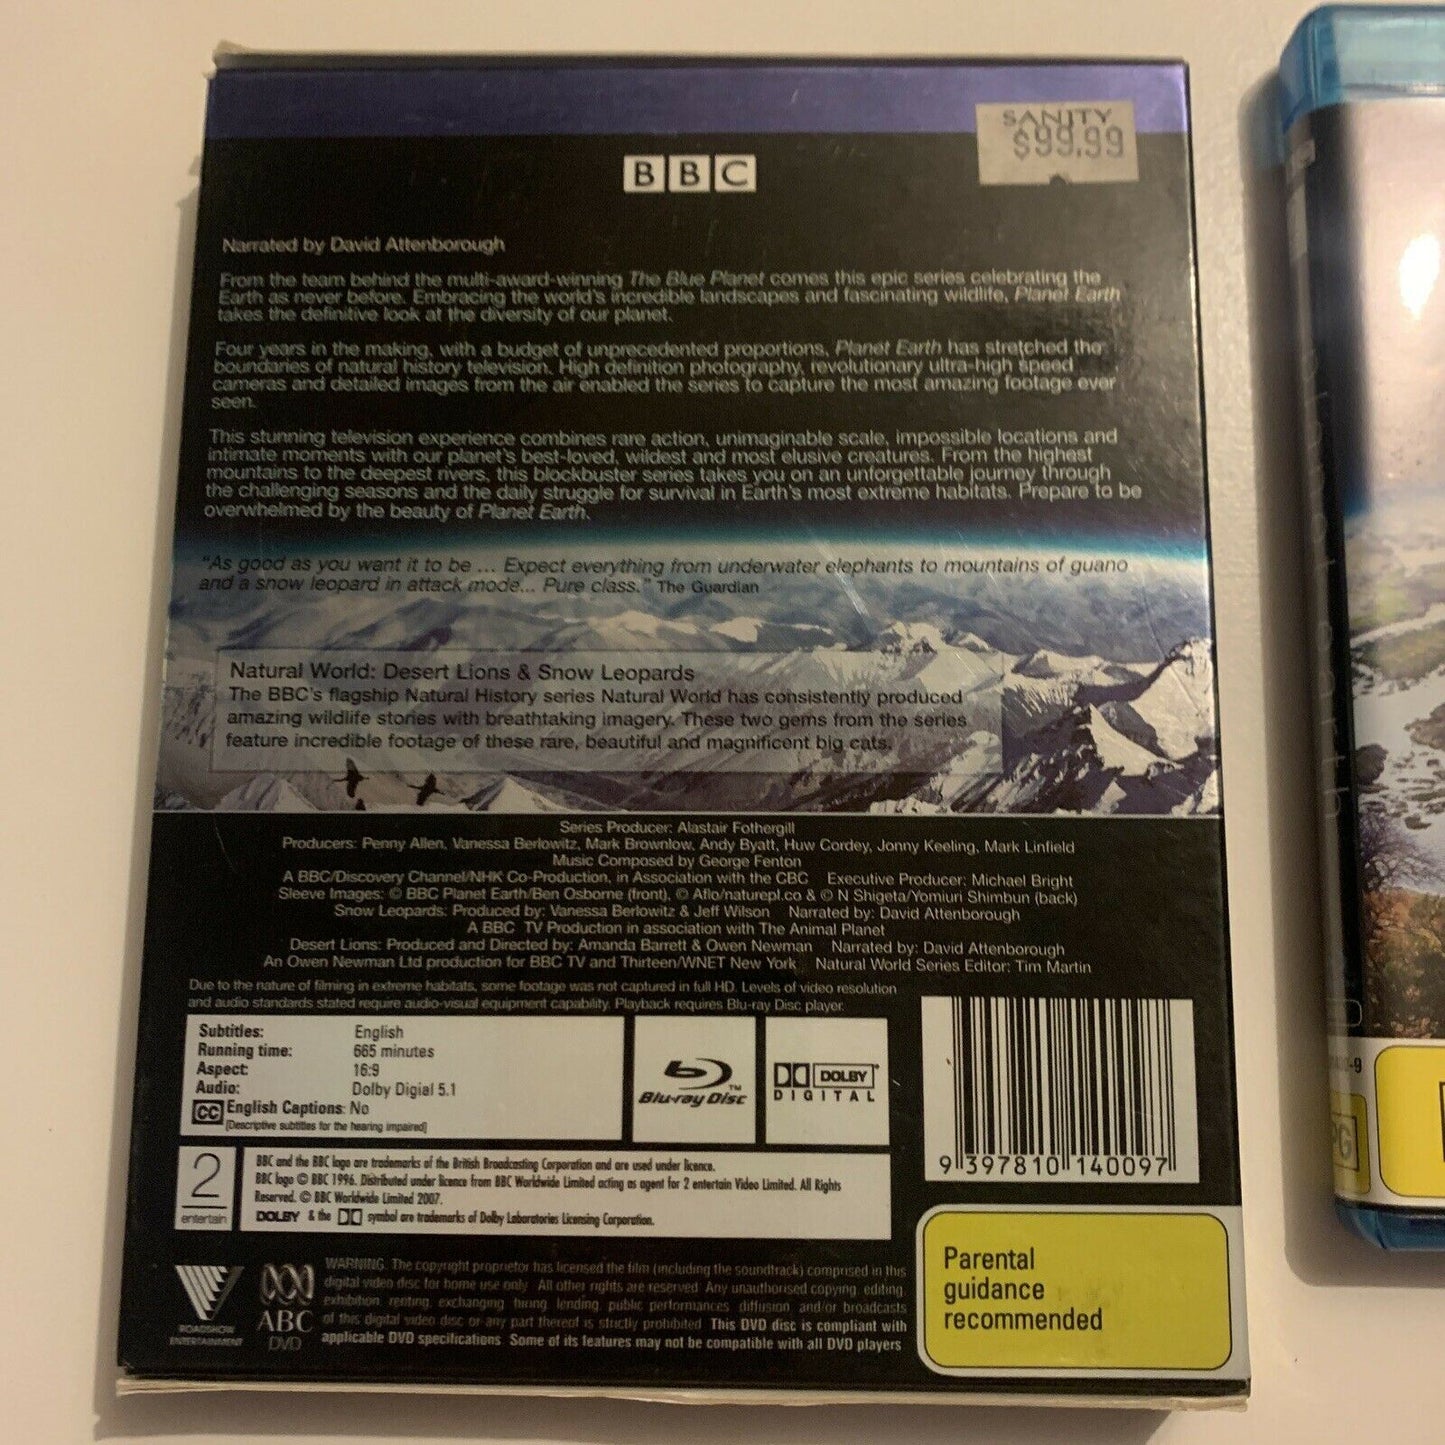 SANITY
$99.99
BBC
Narrated by David Attenborough
From the team behind the multi-award-winning The Blue Planet comes this epic series celebrating the
Earth as never before. Embracing the world's incredible landscapes and fascinating wildlife, Planet Earth
takes the definitive look at the diversity of our planet.
Four years in the making, with a budget of unprecedented proportions, Planet Earth has stretched the
boundaries of natural history television. High definition photography, revolutionary ultra-high speed
cameras and detailed images from the air enabled the series to capture the most amazing footage ever
seen.
This stunning television experience combines rare action, unimaginable scale, impossible locations and
intimate moments with our planet's best-loved, wildest and most elusive creatures. From the highest
mountains to the deepest rivers, this blockbuster series takes you on an unforgettable journey through
the challenging seasons and the daily struggle for survival in Earth's most extreme habitats. Prepare to be
overwhelmed by the beauty of Planet Earth.
"As good as you want it to be ... Expect everything from underwater elephants to mountains of guano
and a snow leopard in attack mode... Pure class." The Guardian
Natural World: Desert Lions & Snow Leopards
The BBC's flagship Natural History series Natural World has consistently produced
amazing wildlife stories with breathtaking imagery. These two gems from the series
feature incredible footage of these rare, beautiful and magnificent big cats.
Series Producer: Alastair Fothergill
Producers: Penny Allen, Vanessa Berlowitz, Mark Brownlow, Andy Byatt, Huw Cordey, Jonny Keeling, Mark Linfield
Music Composed by George Fenton
A BBC/Discovery Channel/NHK Co-Production, in Association with the CBC Executive Producer: Michael Bright
Sleeve Images: © BBC Planet Earth/Ben Osborne (front), © Aflo/naturepl.co & © N Shigeta/Yomiuri Shimbun (back)
Snow Leopards: Produced by: Vanessa Berlowitz & Jeff Wilson Narrated by: David Attenborough
A BBC TV Production in association with The Animal Planet
Desert Lions: Produced and Directed by: Amanda Barrett & Owen Newman Narrated by: David Attenborough
An Owen Newman Ltd production for BBC TV and Thirteen/WNET New York Natural World Series Editor: Tim Martin
Due to the nature of filming in extreme habitats, some footage was not captured in full HD. Levels of video resolution
and audio standards stated require audio-visual equipment capability. Playback requires Blu-ray Disc player.
Subtitles: English
Running time: 665 minutes
Aspect: 16:9
Audio: Dolby Digial 5.1
CC English Captions: No
[Descriptive subtitles for the hearing impaired]
Blu-ray Disc ™
DOLBY
DIGITAL
9 397810 140097
2
entertain
BBC and the BBC logo are trademarks of the British Broadcasting Corporation and are used under licence.
BBC logo © BBC 1996. Distributed under licence from BBC Worldwide Limited acting as agent for 2 entertain Video Limited. All Rights
Reserved. © BBC Worldwide Limited 2007.
DOLBY & the symbol are trademarks of Dolby Laboratories Licensing Corporation.
ROADSHOW
ENTERTAINMENT
ABC
DVD
WARNING. The copyright proprietor has licensed the film (including the soundtrack) comprised in this
digital video disc for home use only. All other rights are reserved. Any unauthorised copying, editing,
exhibition, renting, exchanging, hiring, lending, public performances, diffusion, and/or broadcasts
of this digital video disc or any part thereof is strictly prohibited. This DVD disc is compliant with
applicable DVD specifications. Some of its features may not be compatible with all DVD players
Parental
guidance
recommended
-9
PG